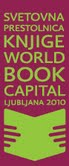 SVETOVNA
PRESTOLNICA
KNJIGE WORLD
BOOK
CAPITAL
LJUBLJANA 2010